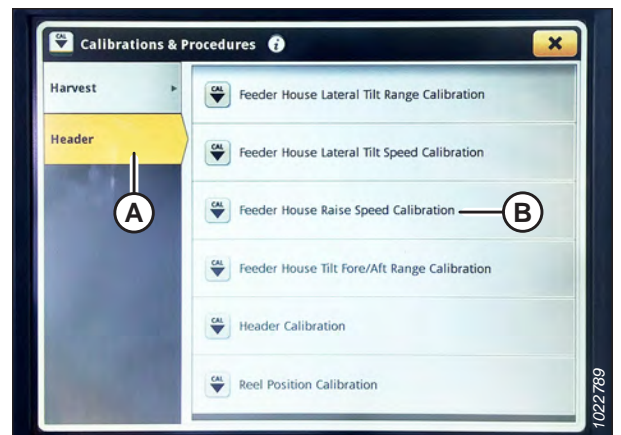 CAL Calibrations & Procedures i
Harvest
Header
CAL Feeder House Lateral Tilt Range Calibration
CAL Feeder House Lateral Tilt Speed Calibration
CAL Feeder House Raise Speed Calibration B
A
CAL Feeder House Tilt Fore/Aft Range Calibration
CAL Header Calibration
CAL Reel Position Calibration
1022789